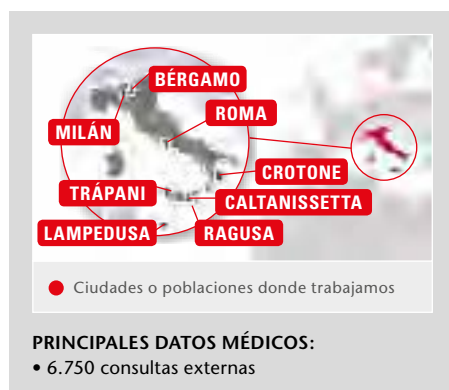 BÉRGAMO
ROMA
MILÁN
CROTONE
TRÁPANI
CALTANISSETTA
LAMPEDUSA
RAGUSA
Ciudades o poblaciones donde trabajamos
PRINCIPALES DATOS MÉDICOS:
• 6.750 consultas externas